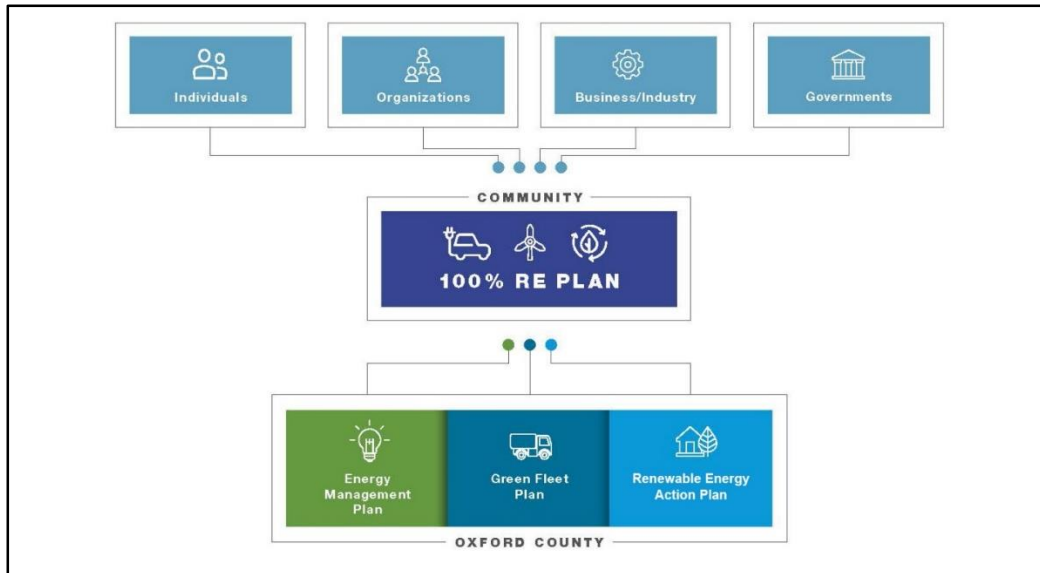 Individuals
Organizations
Business/Industry
Governments
COMMUNITY
100% RE PLAN
Energy
Management
Plan
Green Fleet
Plan
Renewable Energy
Action Plan
OXFORD COUNTY